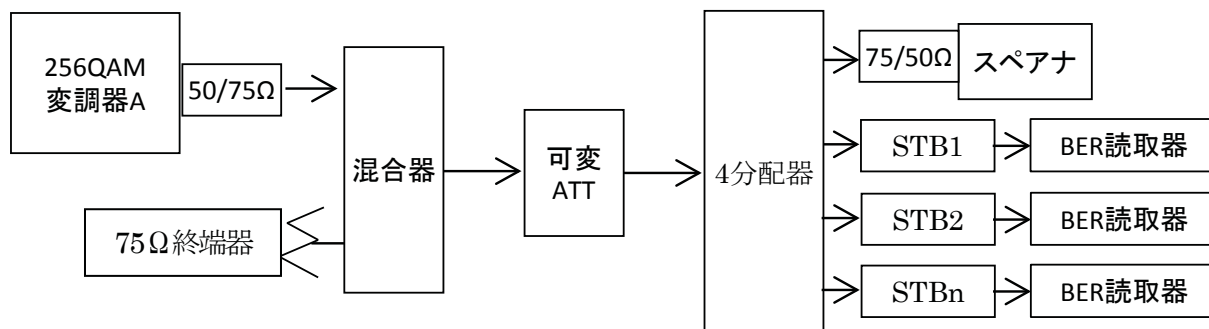 256QAM
変調器A
50/75Ω
75Ω終端器
混合器
可変
ATT
4分配器
75/50Ω
スペアナ
STB1
BER読取器
STB2
BER読取器
STBn
BER読取器